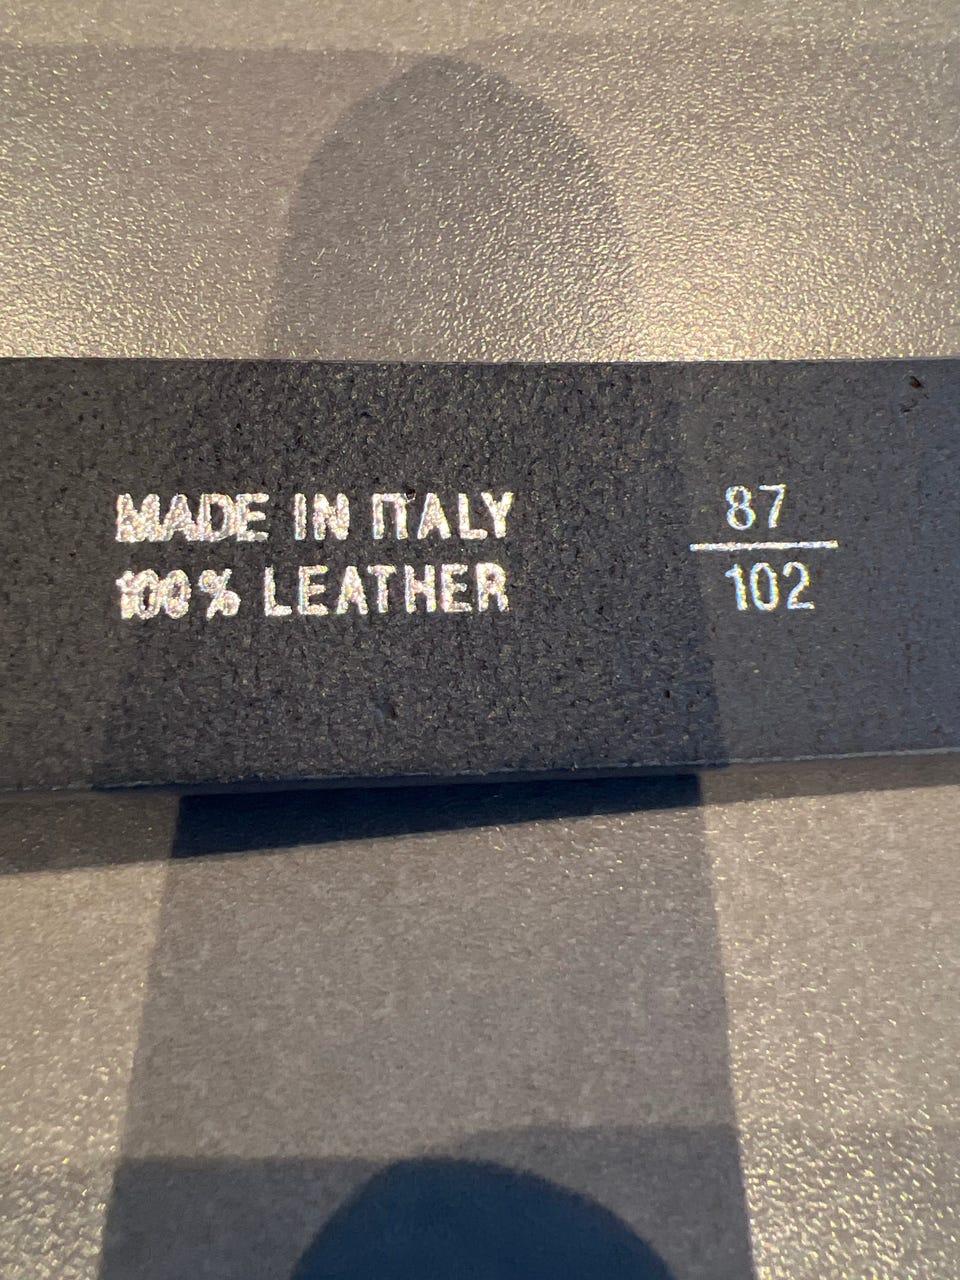 MADE IN ITALY
100% LEATHER
87
102